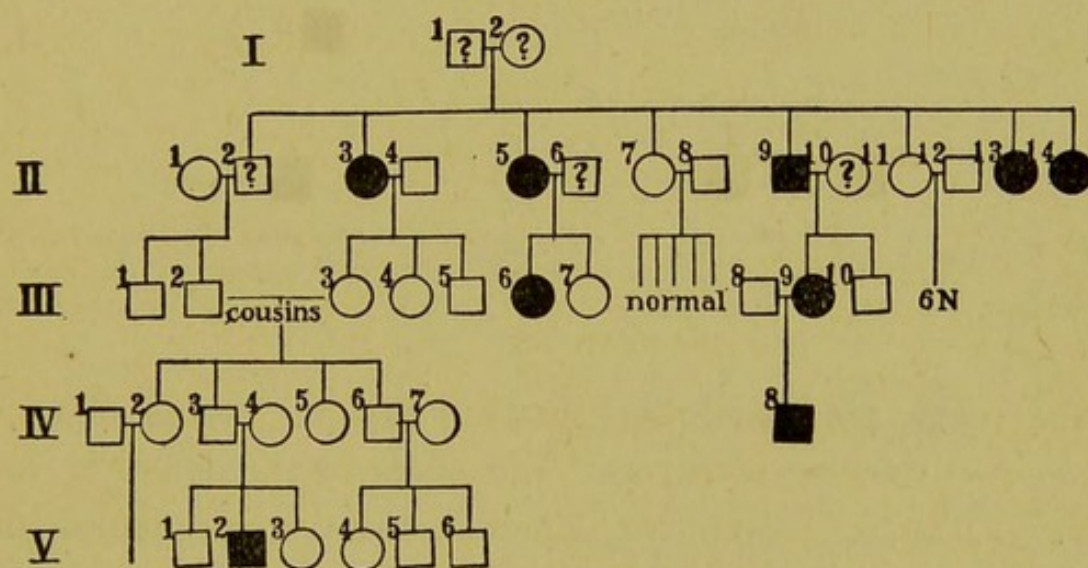 I 1 ? 2 ?
II 1 2 ? 3 4 5 6 ? 7 8 9 10 ? 11 12 13 14
III 1 2 cousins 3 4 5 6 7 normal 8 9 10 6N
IV 1 2 3 4 5 6 7 8
V 1 2 3 4 5 6